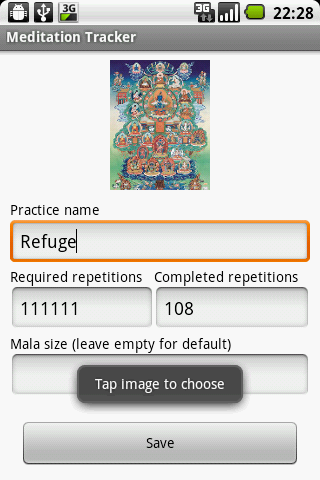 3G 3G 22:28
Meditation Tracker
Practice name
Refuge
Required repetitions Completed repetitions
111111 108
Mala size (leave empty for default)
Tap image to choose
Save